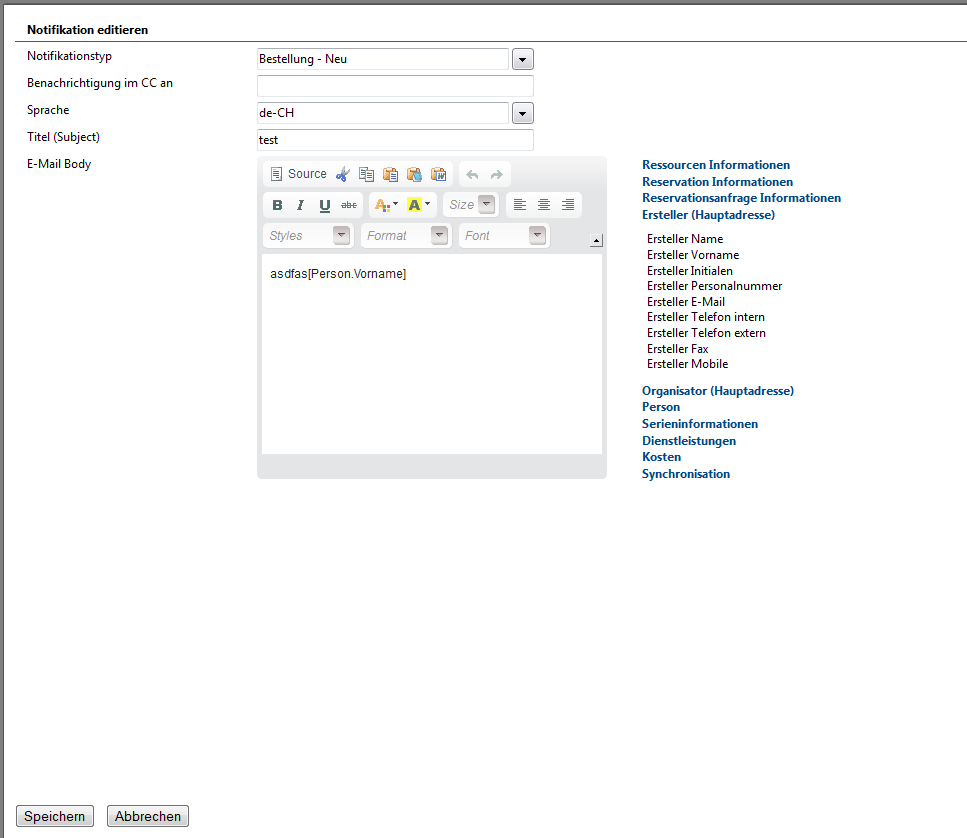 Notifikation editieren
Notifikationstyp Bestellung - Neu
Benachrichtigung im CC an
Sprache de-CH
Titel (Subject) test
E-Mail Body
Source
B I U abc A A Size
Styles Format Font
asdfas[Person.Vorname]
Ressourcen Informationen
Reservation Informationen
Reservationsanfrage Informationen
Ersteller (Hauptadresse)
Ersteller Name
Ersteller Vorname
Ersteller Initialen
Ersteller Personalnummer
Ersteller E-Mail
Ersteller Telefon intern
Ersteller Telefon extern
Ersteller Fax
Ersteller Mobile
Organisator (Hauptadresse)
Person
Serieninformationen
Dienstleistungen
Kosten
Synchronisation
Speichern Abbrechen